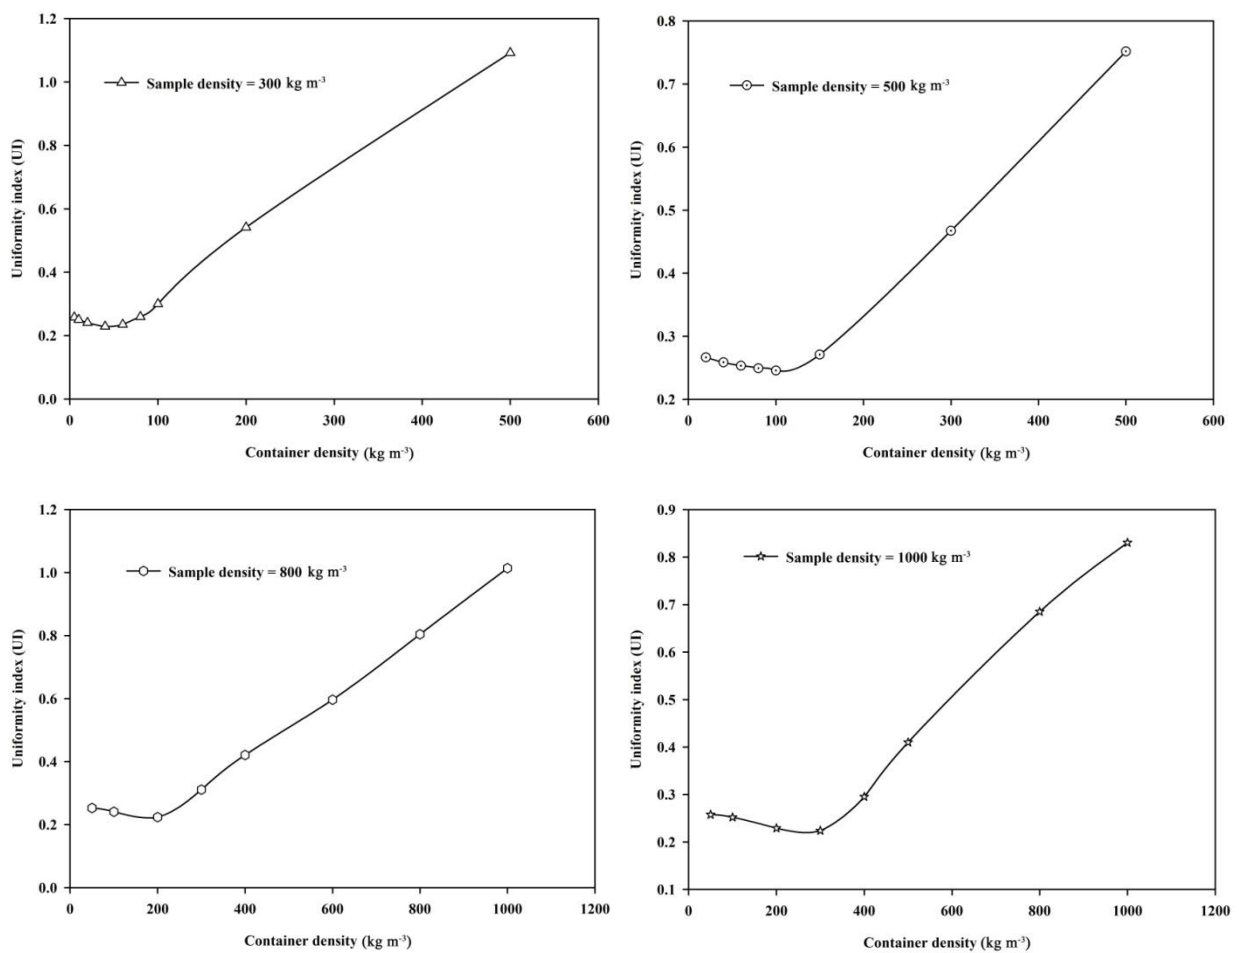 1.2
1.0
0.8
0.6
0.4
0.2
0.0
Uniformity index (UI)
Sample density = 300 kg m⁻³
0 100 200 300 400 500 600
Container density (kg m⁻³)
0.8
0.7
0.6
0.5
0.4
0.3
0.2
Uniformity index (UI)
Sample density = 500 kg m⁻³
0 100 200 300 400 500 600
Container density (kg m⁻³)
1.2
1.0
0.8
0.6
0.4
0.2
0.0
Uniformity index (UI)
Sample density = 800 kg m⁻³
0 200 400 600 800 1000 1200
Container density (kg m⁻³)
0.9
0.8
0.7
0.6
0.5
0.4
0.3
0.2
0.1
Uniformity index (UI)
Sample density = 1000 kg m⁻³
0 200 400 600 800 1000 1200
Container density (kg m⁻³)